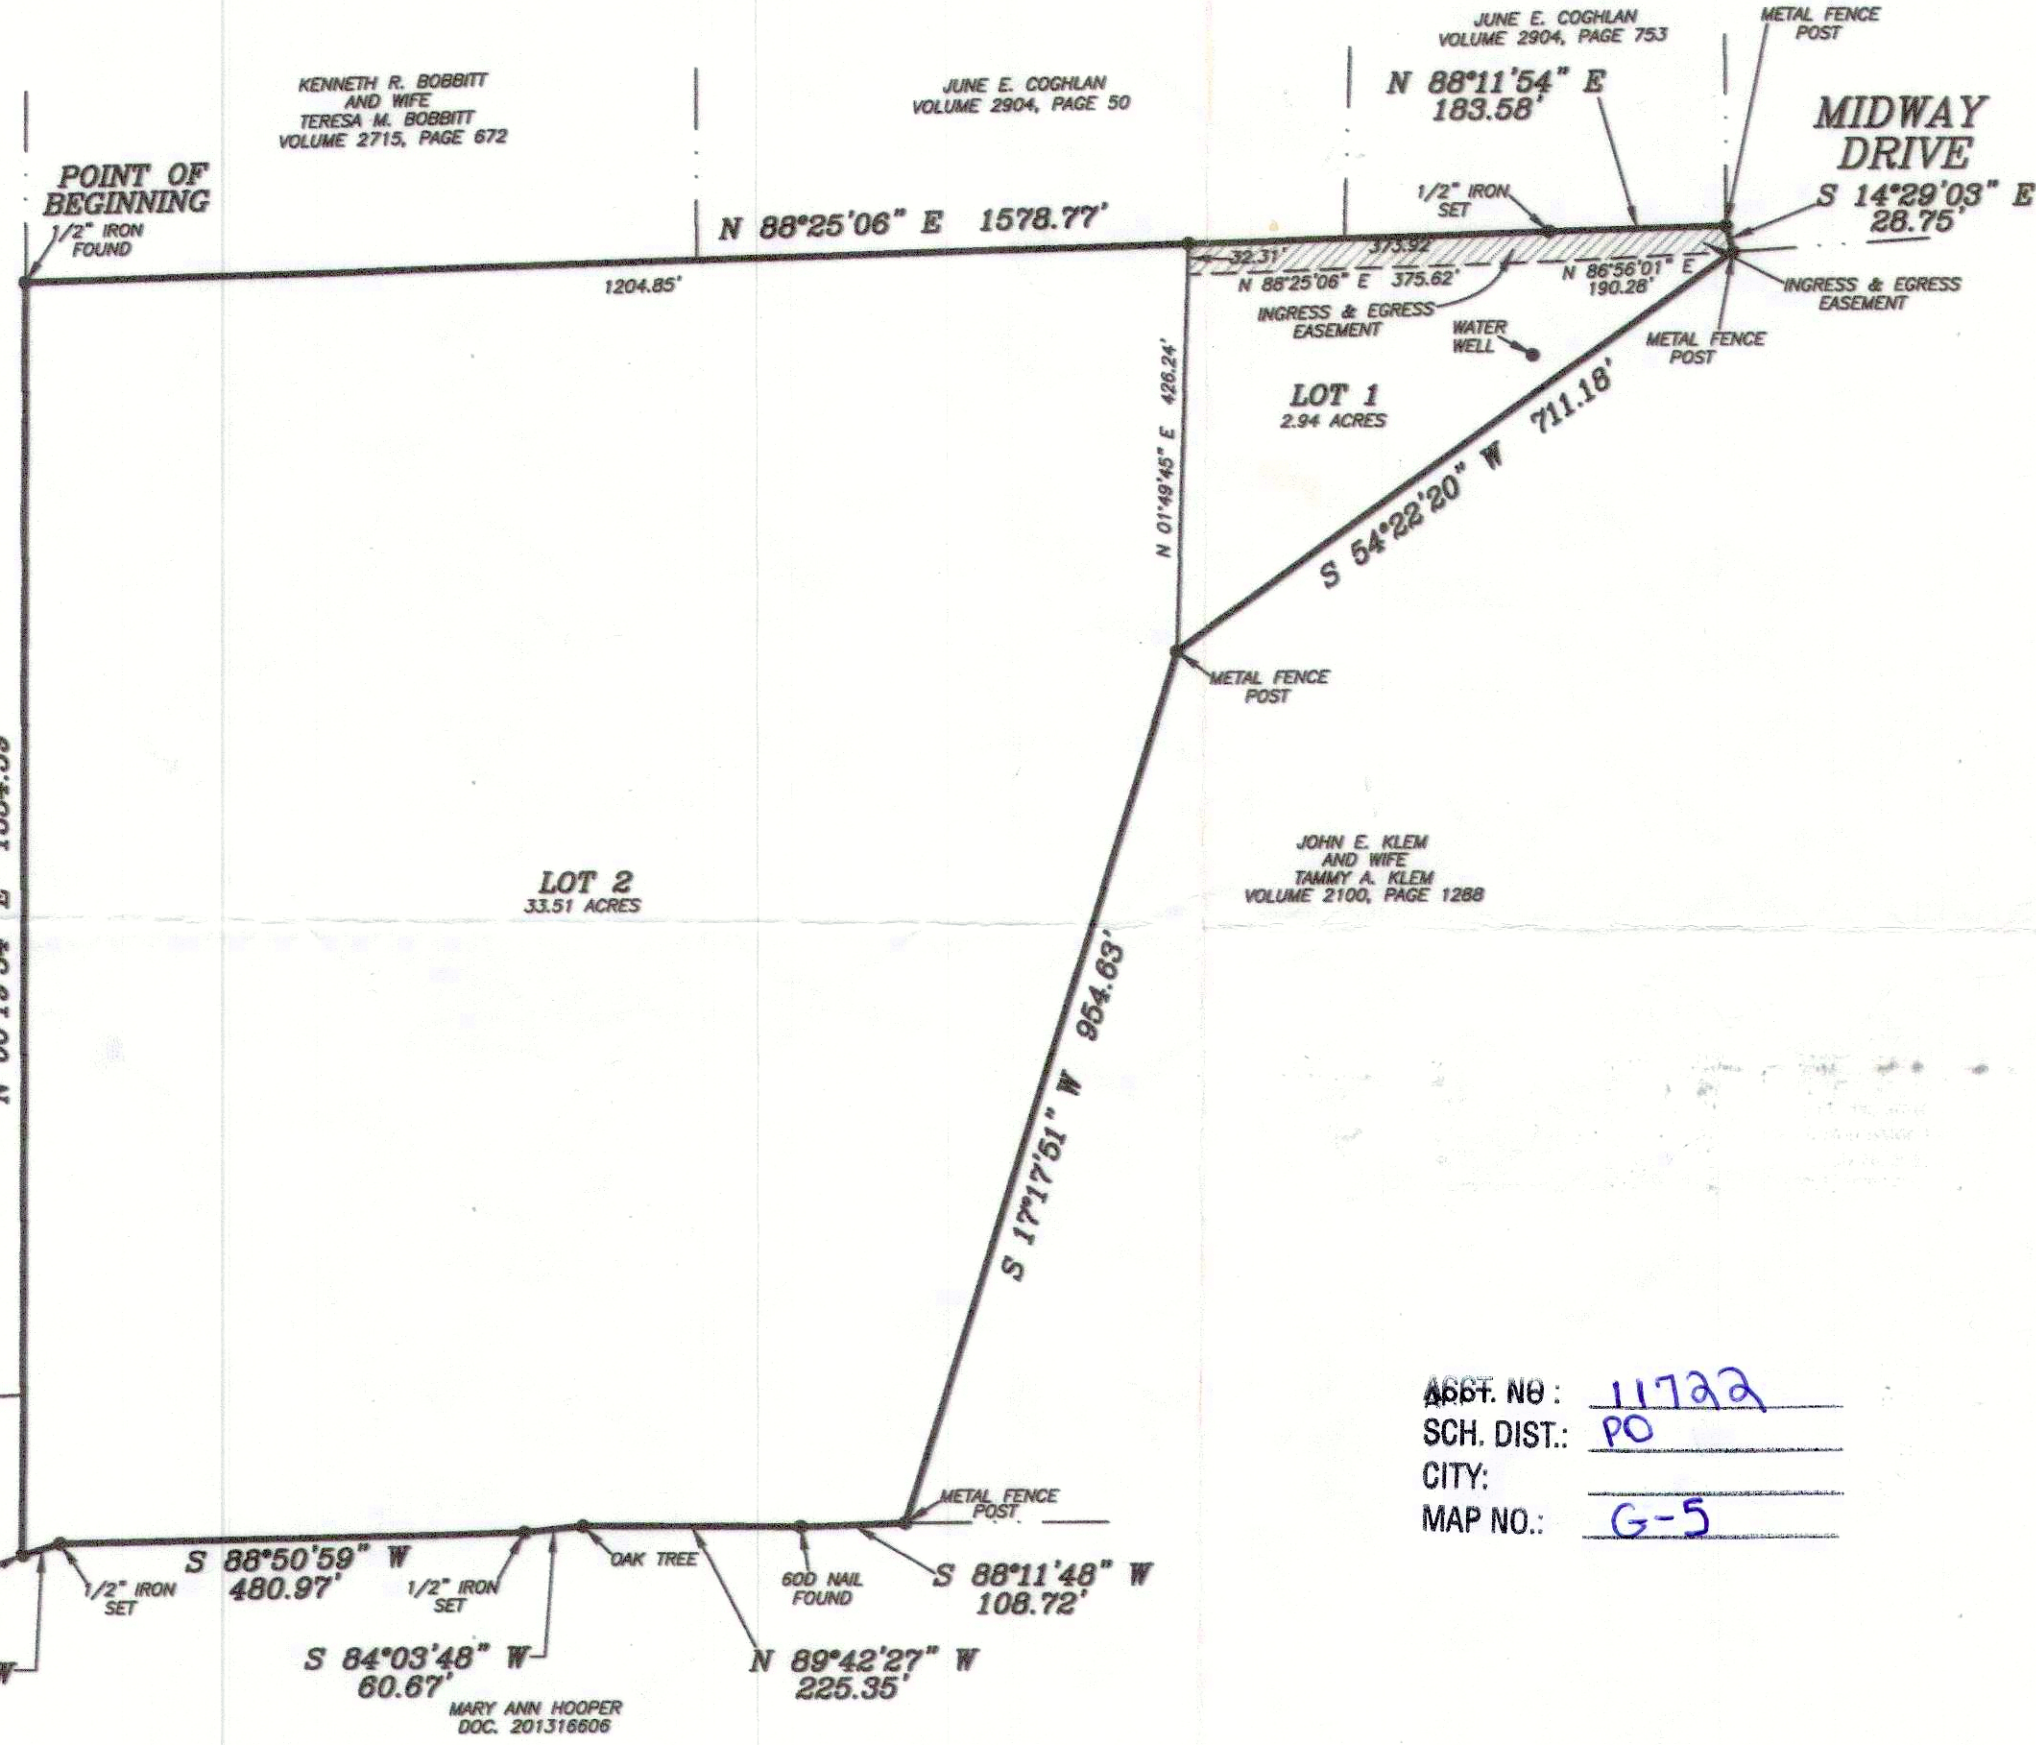 JUNE E. COGHLAN
VOLUME 2904, PAGE 753
METAL FENCE
POST
KENNETH R. BOBBITT
AND WIFE
TERESA M. BOBBITT
VOLUME 2715, PAGE 672
JUNE E. COGHLAN
VOLUME 2904, PAGE 50
N 88°11'54" E
183.58'
MIDWAY
DRIVE
S 14°29'03" E
28.75'
POINT OF
BEGINNING
1/2" IRON
FOUND
N 88°25'06" E 1578.77'
1/2" IRON
SET
1204.85'
32.31'
373.92'
N 88°25'06" E 375.62'
N 86°56'01" E
190.28'
INGRESS & EGRESS
EASEMENT
INGRESS & EGRESS
EASEMENT
WATER
WELL
METAL FENCE
POST
N 01°49'45" E 426.24'
LOT 1
2.94 ACRES
S 54°22'20" W 711.18'
METAL FENCE
POST
LOT 2
33.51 ACRES
JOHN E. KLEM
AND WIFE
TAMMY A. KLEM
VOLUME 2100, PAGE 1288
S 17°17'51" W 954.63'
ACCT. NO: 11722
SCH. DIST.: PO
CITY:
MAP NO.: G-5
METAL FENCE
POST
S 88°50'59" W
480.97'
1/2" IRON
SET
1/2" IRON
SET
OAK TREE
60D NAIL
FOUND
S 88°11'48" W
108.72'
S 84°03'48" W
60.67'
N 89°42'27" W
225.35'
W
MARY ANN HOOPER
DOC. 201316606